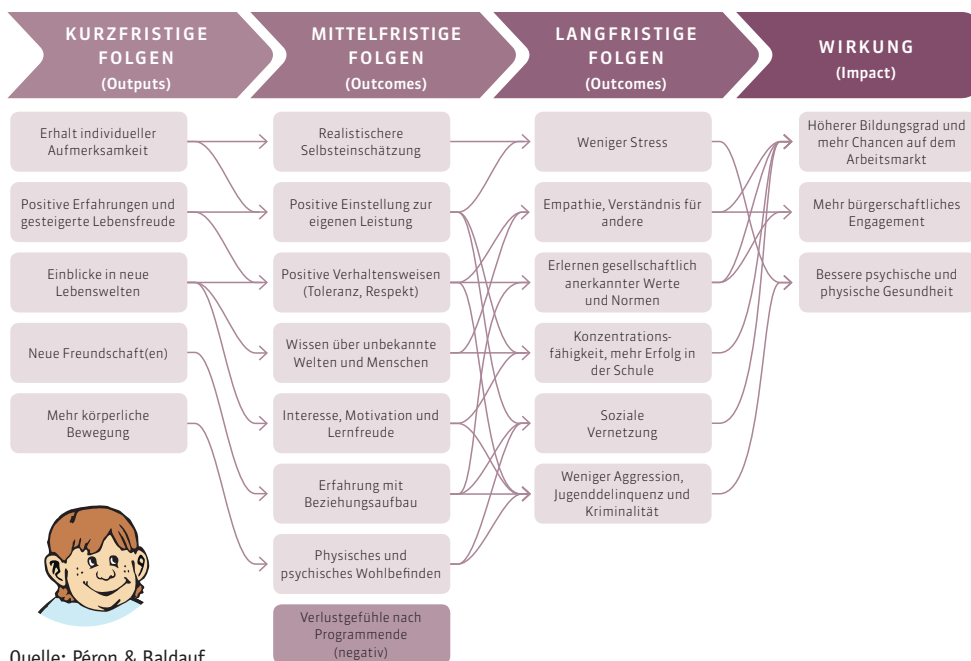 KURZFRISTIGE
FOLGEN
(Outputs)
MITTELFRISTIGE
FOLGEN
(Outcomes)
LANGFRISTIGE
FOLGEN
(Outcomes)
WIRKUNG
(Impact)
Erhalt individueller
Aufmerksamkeit
Positive Erfahrungen und
gesteigerte Lebensfreude
Einblicke in neue
Lebenswelten
Neue Freundschaft(en)
Mehr körperliche
Bewegung
Realistischere
Selbsteinschätzung
Positive Einstellung zur
eigenen Leistung
Positive Verhaltensweisen
(Toleranz, Respekt)
Wissen über unbekannte
Welten und Menschen
Interesse, Motivation und
Lernfreude
Erfahrung mit
Beziehungsaufbau
Physisches und
psychisches Wohlbefinden
Verlustgefühle nach
Programmende
(negativ)
Weniger Stress
Empathie, Verständnis für
andere
Erlernen gesellschaftlich
anerkannter Werte
und Normen
Konzentrations-
fähigkeit, mehr Erfolg in
der Schule
Soziale
Vernetzung
Weniger Aggression,
Jugenddelinquenz und
Kriminalität
Höherer Bildungsgrad und
mehr Chancen auf dem
Arbeitsmarkt
Mehr bürgerschaftliches
Engagement
Bessere psychische und
physische Gesundheit
Quelle: Péron & Baldauf